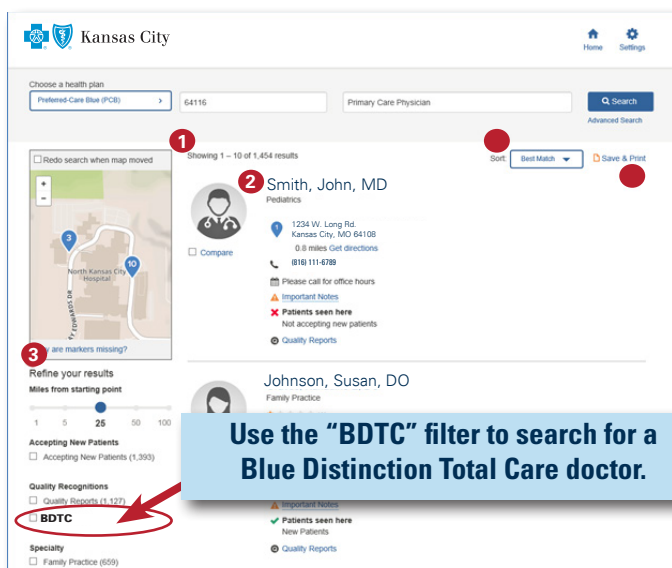 Kansas City
Home Settings
Choose a health plan
Preferred-Care Blue (PCB) >
64116
Primary Care Physician
Search
Advanced Search
1
Showing 1 – 10 of 1,454 results
Sort: Best Match
Save & Print
Redo search when map moved
+
-
3
10
North Kansas City
Hospital
EDWARDS DR
are markers missing?
2
Smith, John, MD
Pediatrics
1
1234 W. Long Rd.
Kansas City, MO 64108
0.8 miles Get directions
(816) 111-6789
Please call for office hours
Important Notes
Patients seen here
Not accepting new patients
Quality Reports
Compare
3
Refine your results
Miles from starting point
1 5 25 50 100
Accepting New Patients
Accepting New Patients (1,393)
Quality Recognitions
Quality Reports (1,127)
BDTC
Specialty
Family Practice (659)
Johnson, Susan, DO
Family Practice
Use the “BDTC” filter to search for a
Blue Distinction Total Care doctor.
Important Notes
Patients seen here
New Patients
Quality Reports